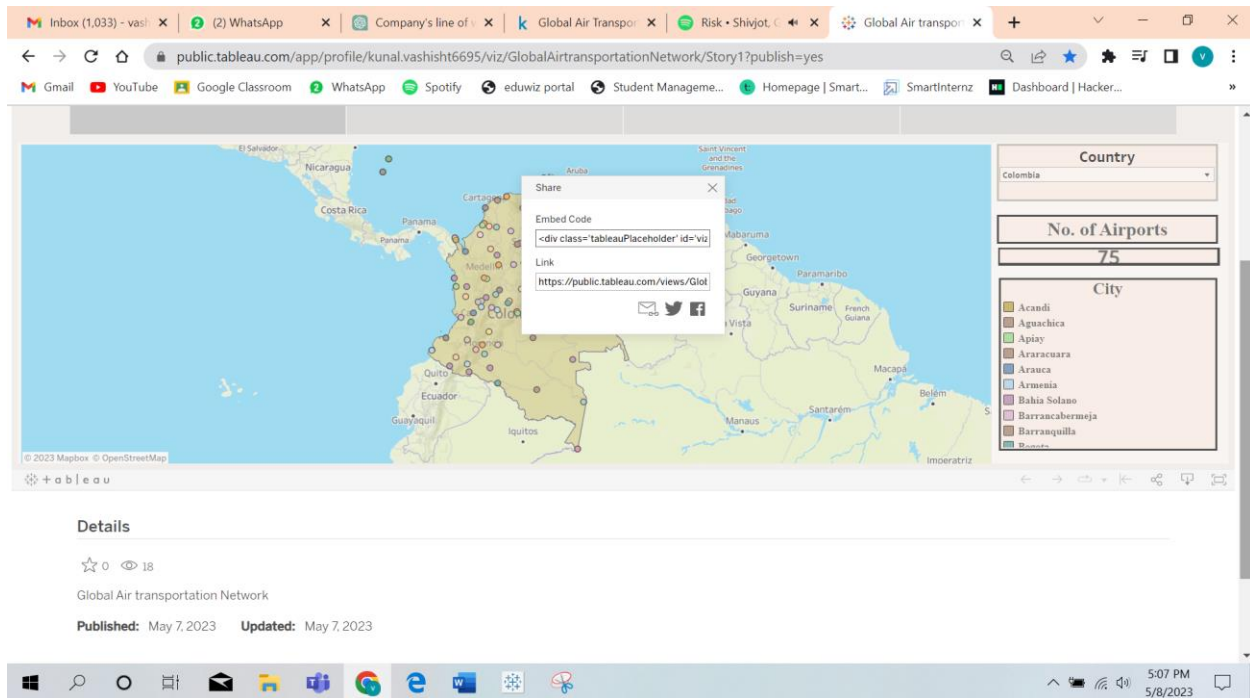 Inbox (1,033) - vash
(2) WhatsApp
Company's line of v
Global Air Transpor
Risk • Shivjot, G
Global Air transport
public.tableau.com/app/profile/kunal.vashisht6695/viz/GlobalAirtransportationNetwork/Story1?publish=yes
V
Gmail YouTube Google Classroom WhatsApp Spotify eduwiz portal Student Manageme... Homepage | Smart... SmartInternz Dashboard | Hacker... »
El Salvador
Nicaragua
Costa Rica
Panama
Panama
Aruba
Saint Vincent
and the
Grenadines
Mabaruma
Georgetown
Paramaribo
Guyana
Suriname
French
Guiana
Medellín
Quito
Ecuador
Guayaquil
Iquitos
Macapá
Belém
Santarém
Manaus
Imperatriz
Share
Embed Code
<div class='tableauPlaceholder' id='viz
Link
https://public.tableau.com/views/Glol
Country
Colombia
No. of Airports
75
City
Acandi
Aguachica
Apiay
Araracuara
Arauca
Armenia
Bahia Solano
Barrancabermeja
Barranquilla
Bogota
© 2023 Mapbox © OpenStreetMap
+ a b l e a u
Details
0 18
Global Air transportation Network
Published: May 7, 2023 Updated: May 7, 2023
5:07 PM
5/8/2023